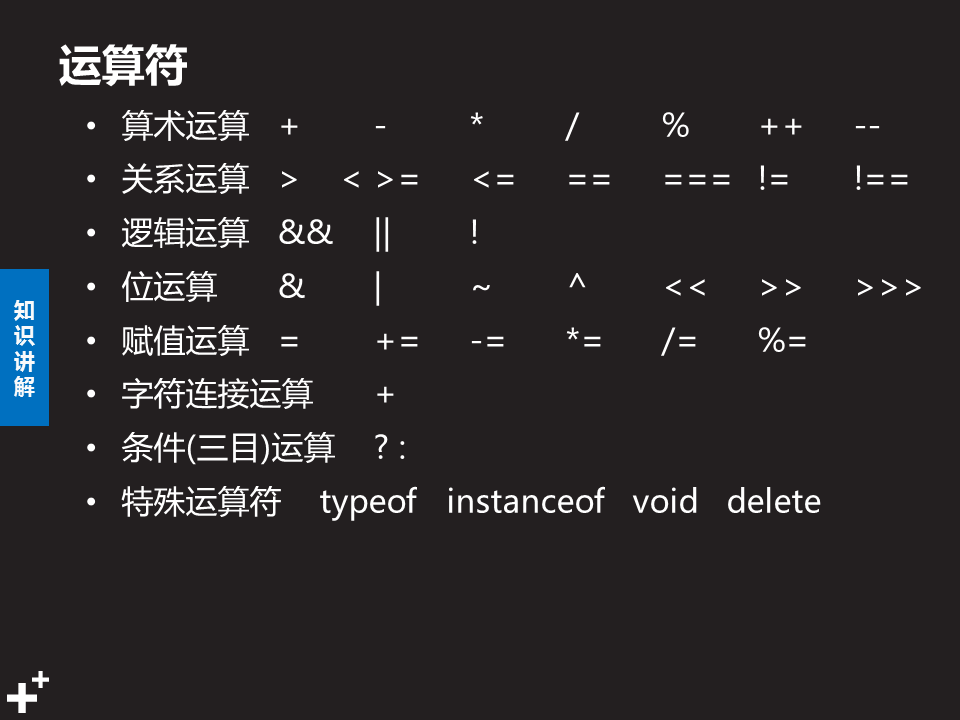 运算符
• 算术运算 + - * / % ++ --
• 关系运算 > < >= <= == === != !==
• 逻辑运算 && || !
• 位运算 & | ~ ^ << >> >>>
• 赋值运算 = += -= *= /= %=
• 字符连接运算 +
• 条件(三目)运算 ? :
• 特殊运算符 typeof instanceof void delete
知识讲解